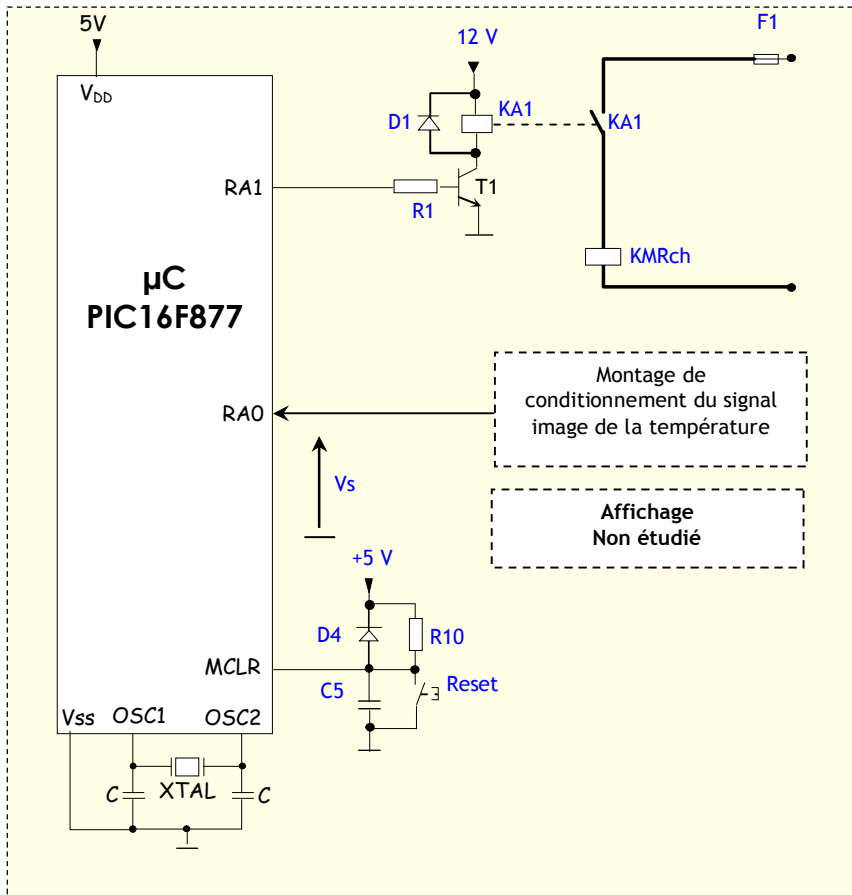 5V
F1
12 V
V_DD
D1
KA1
KA1
RA1
R1
T1
KMRch
µC
PIC16F877
Montage de
conditionnement du signal
image de la température
RA0
Vs
Affichage
Non étudié
+5 V
D4
R10
MCLR
C5
Reset
Vss
OSC1
OSC2
C
XTAL
C